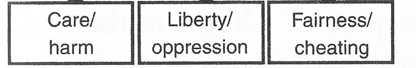 Care/ Liberty/ Fairness/
harm oppression cheating